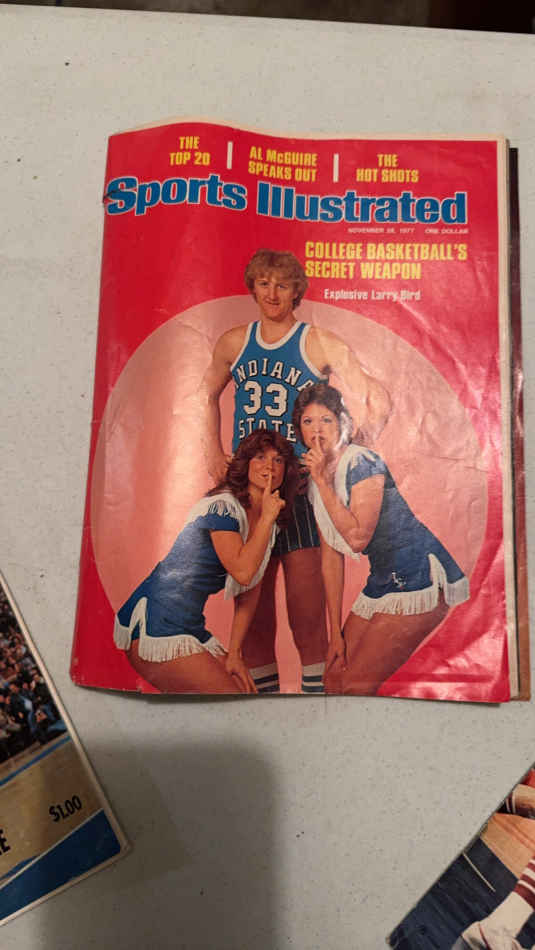 THE
TOP 20
AL McGUIRE
SPEAKS OUT
THE
HOT SHOTS
Sports Illustrated
NOVEMBER 28, 1977 ONE DOLLAR
COLLEGE BASKETBALL'S
SECRET WEAPON
Explosive Larry Bird
INDIANA
33
STATE
$1.00